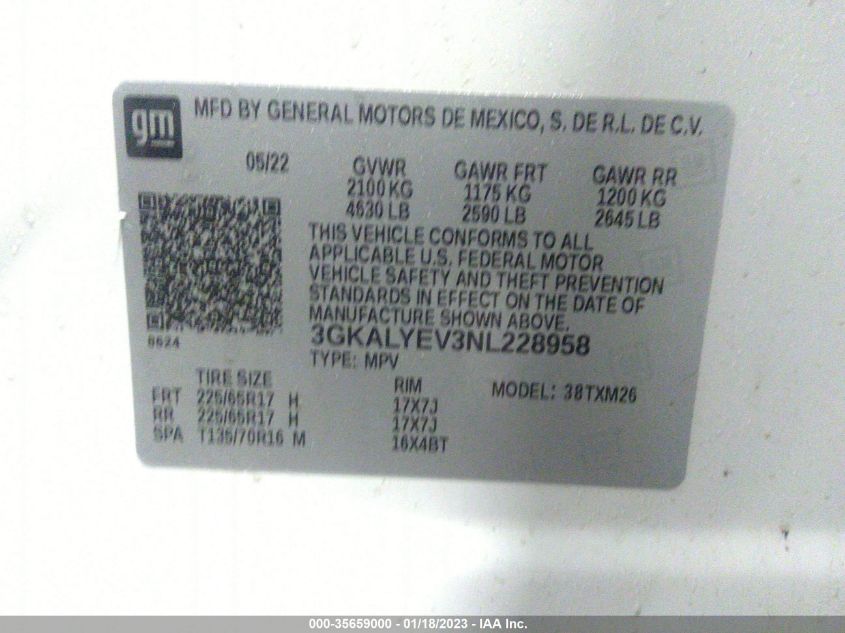 gm
MFD BY GENERAL MOTORS DE MEXICO, S. DE R.L. DE C.V.
05/22 GVWR GAWR FRT GAWR RR
2100 KG 1175 KG 1200 KG
4630 LB 2590 LB 2645 LB
THIS VEHICLE CONFORMS TO ALL
APPLICABLE U.S. FEDERAL MOTOR
VEHICLE SAFETY AND THEFT PREVENTION
STANDARDS IN EFFECT ON THE DATE OF
MANUFACTURE SHOWN ABOVE.
3GKALYEV3NL228958
TYPE: MPV
TIRE SIZE RIM MODEL: 38TXM26
FRT 225/65R17 H 17X7J
RR 225/65R17 H 17X7J
SPA T135/70R16 M 16X4BT
000-35659000 - 01/18/2023 - IAA Inc.